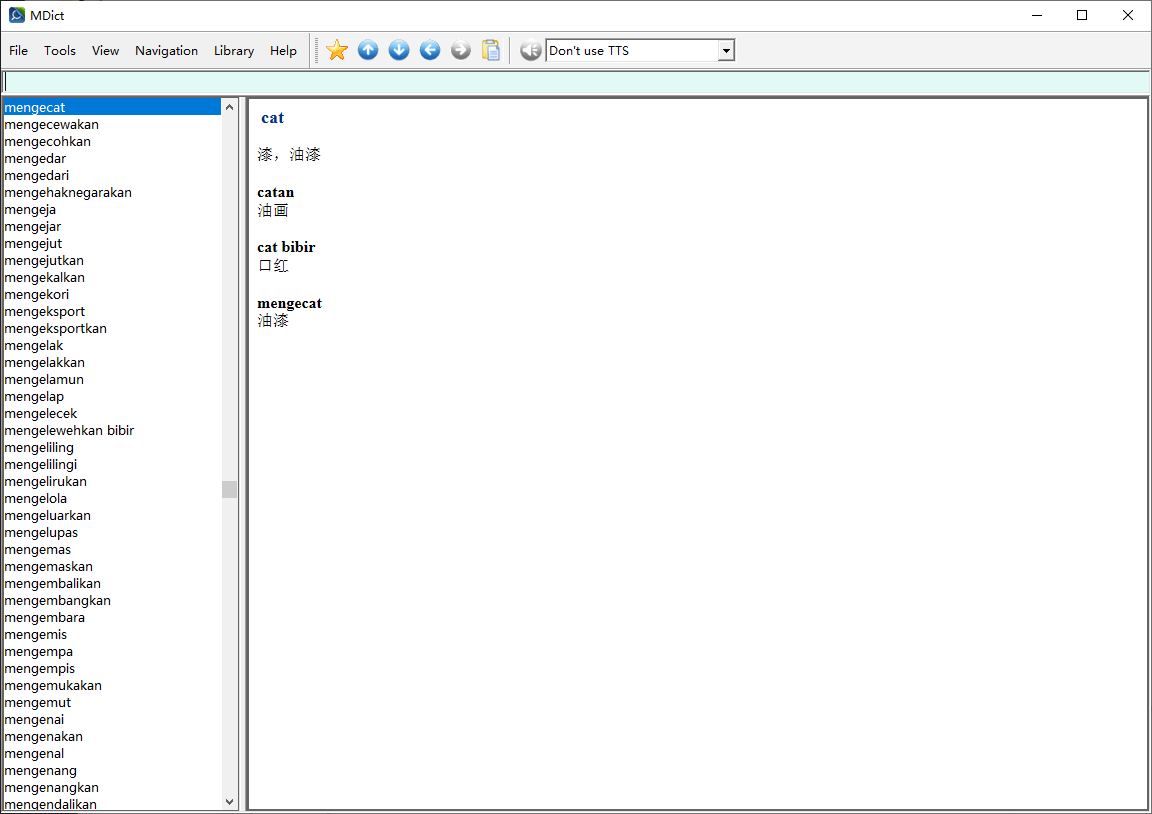 MDict
File Tools View Navigation Library Help Don't use TTS
mengecat
mengecewakan
mengecohkan
mengedar
mengedari
mengehaknegarakan
mengeja
mengejar
mengejut
mengejutkan
mengekalkan
mengekori
mengeksport
mengeksportkan
mengelak
mengelakkan
mengelamun
mengelap
mengelecek
mengelewehkan bibir
mengeliling
mengelilingi
mengelirukan
mengelola
mengeluarkan
mengelupas
mengemas
mengemaskan
mengembalikan
mengembangkan
mengembara
mengemis
mengempa
mengempis
mengemukakan
mengemut
mengenai
mengenakan
mengenal
mengenang
mengenangkan
mengendalikan
cat
漆，油漆
catan
油画
cat bibir
口红
mengecat
油漆